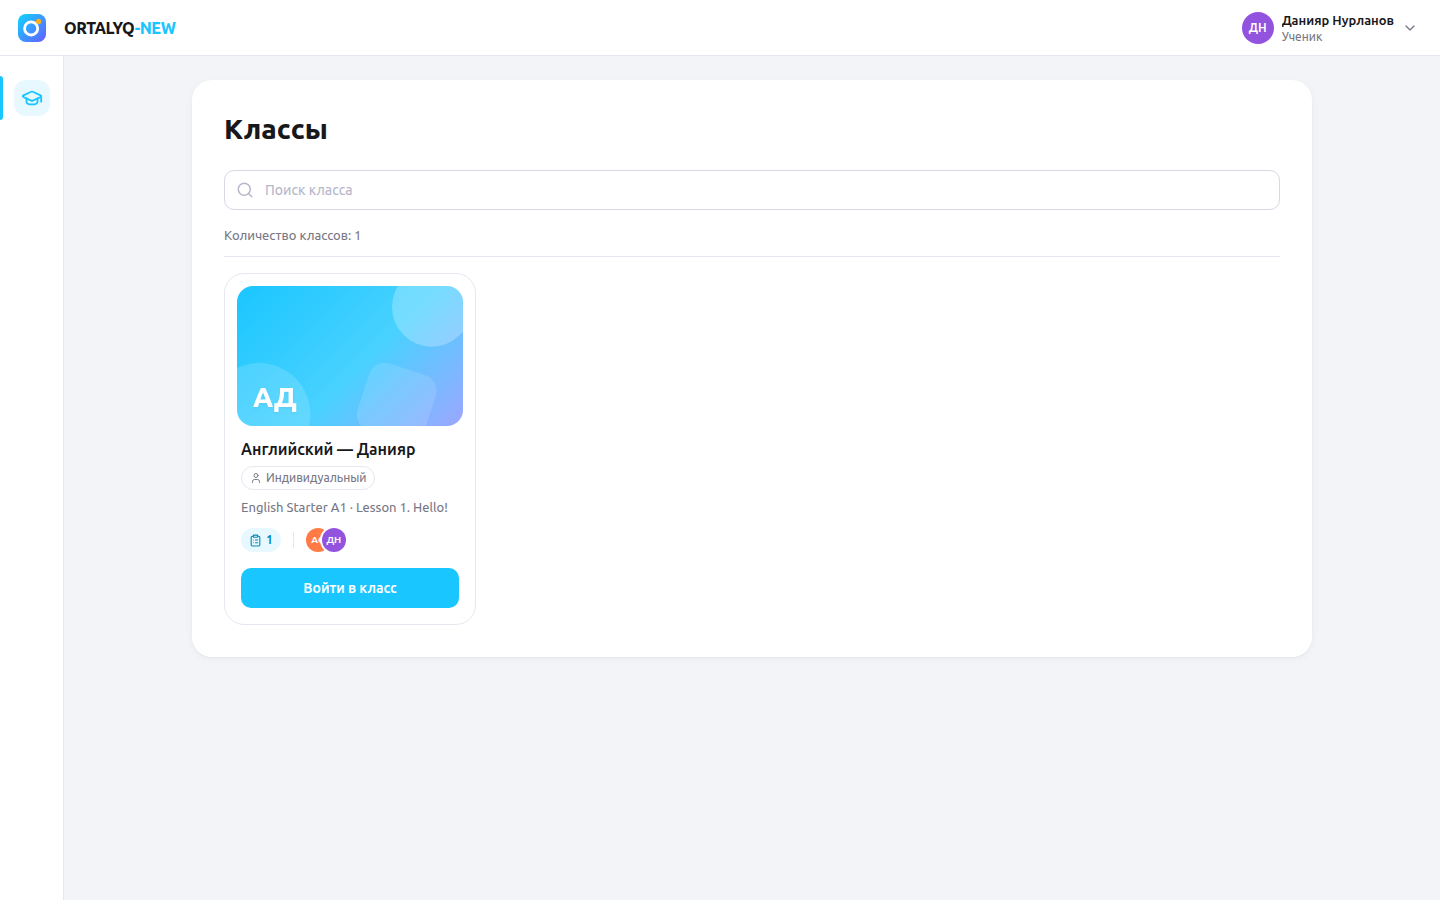 ORTALYQ-NEW
ДН
Данияр Нурланов
Ученик
Классы
Поиск класса
Количество классов: 1
АД
Английский — Данияр
Индивидуальный
English Starter A1 · Lesson 1. Hello!
1
ДН
Войти в класс